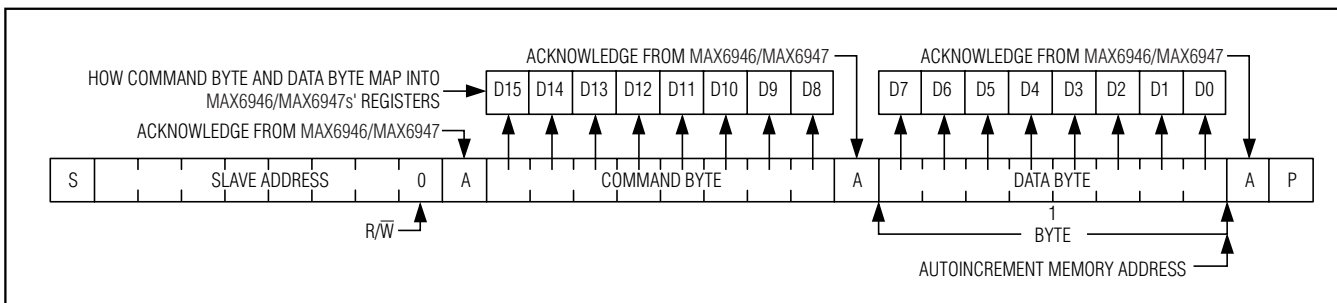 ACKNOWLEDGE FROM MAX6946/MAX6947
ACKNOWLEDGE FROM MAX6946/MAX6947
HOW COMMAND BYTE AND DATA BYTE MAP INTO
MAX6946/MAX6947s' REGISTERS
D15 D14 D13 D12 D11 D10 D9 D8
D7 D6 D5 D4 D3 D2 D1 D0
ACKNOWLEDGE FROM MAX6946/MAX6947
S SLAVE ADDRESS 0 A COMMAND BYTE A DATA BYTE A P
R/W̅
1
BYTE
AUTOINCREMENT MEMORY ADDRESS